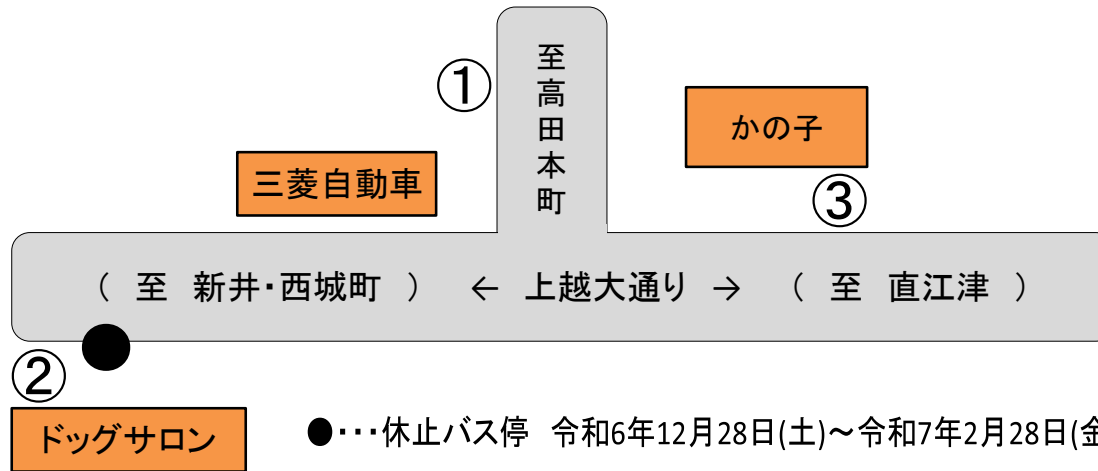 ①
至高田本町
かの子
三菱自動車
③
（ 至 新井・西城町 ） ← 上越大通り → （ 至 直江津 ）
②
ドッグサロン
●･･･休止バス停 令和6年12月28日(土)～令和7年2月28日(金